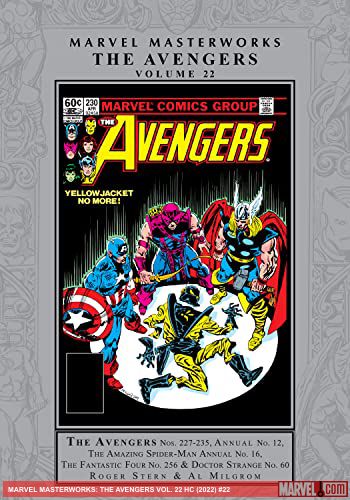 MARVEL MASTERWORKS
THE AVENGERS
VOLUME 22
60¢
230
APR
MARVEL COMICS GROUP
THE
AVENGERS
YELLOWJACKET
NO MORE!
THE AVENGERS NOS. 227-235, ANNUAL NO. 12,
THE AMAZING SPIDER-MAN ANNUAL NO. 16,
THE FANTASTIC FOUR NO. 256 & DOCTOR STRANGE NO. 60
ROGER STERN & AL MILGROM
MARVEL MASTERWORKS: THE AVENGERS VOL. 22 HC (2022) #22
MARVEL.COM